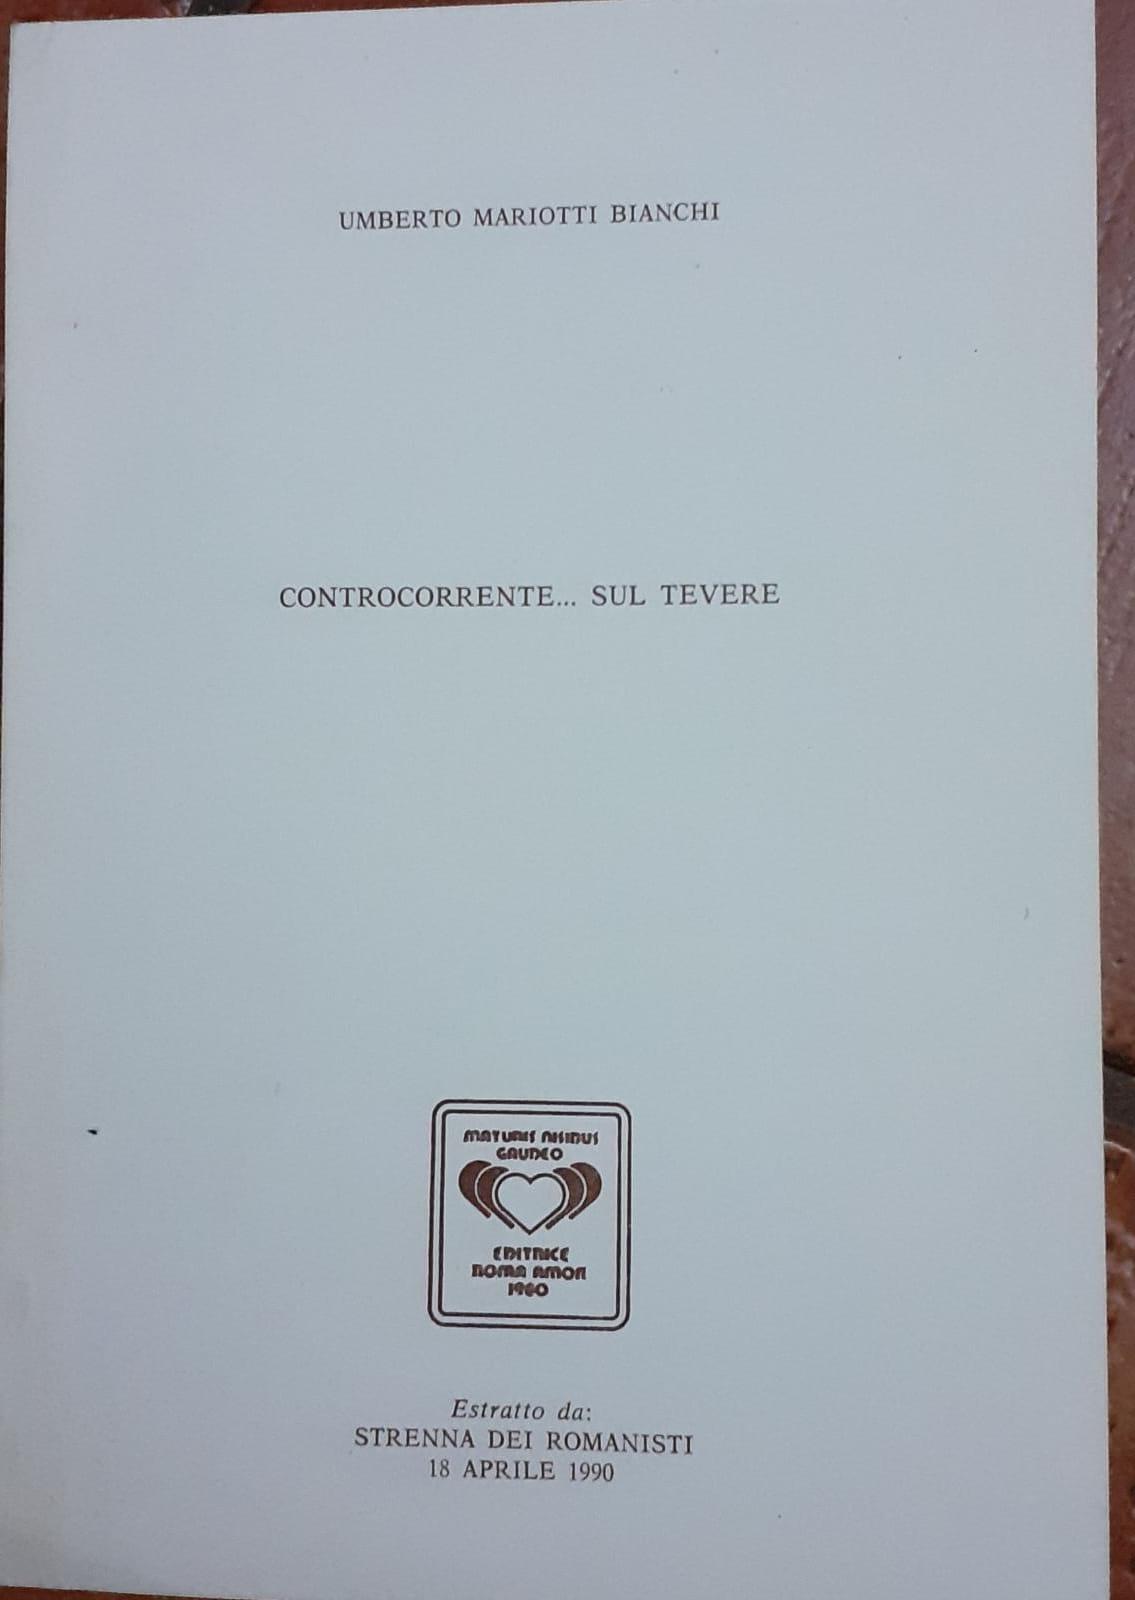 UMBERTO MARIOTTI BIANCHI
CONTROCORRENTE... SUL TEVERE
MATURIS NISIBUS
GAUDEO
EDITRICE
ROMA AMOR
1980
Estratto da:
STRENNA DEI ROMANISTI
18 APRILE 1990